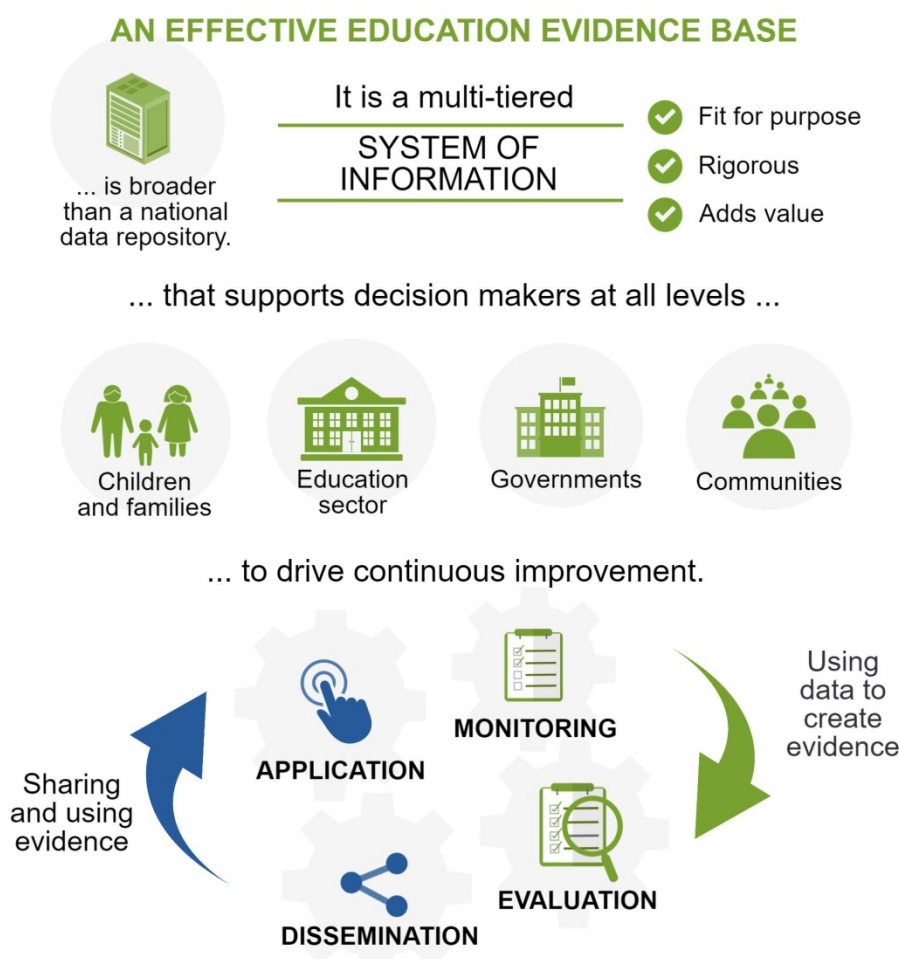 AN EFFECTIVE EDUCATION EVIDENCE BASE
... is broader
than a national
data repository.
It is a multi-tiered
SYSTEM OF
INFORMATION
Fit for purpose
Rigorous
Adds value
... that supports decision makers at all levels ...
Children
and families
Education
sector
Governments
Communities
... to drive continuous improvement.
APPLICATION
MONITORING
Using
data to
create
evidence
Sharing
and using
evidence
DISSEMINATION
EVALUATION